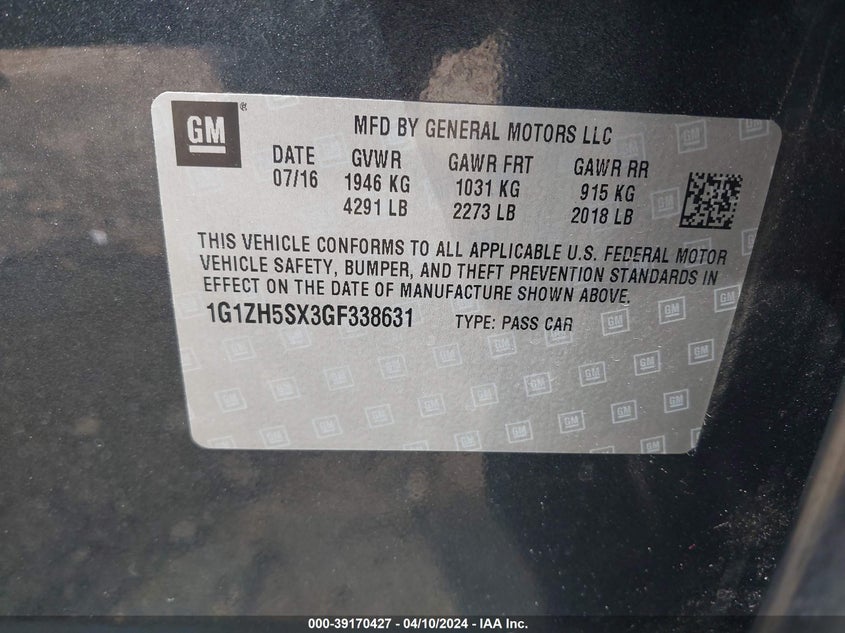 GM ®
MFD BY GENERAL MOTORS LLC
DATE GVWR GAWR FRT GAWR RR
07/16 1946 KG 1031 KG 915 KG
4291 LB 2273 LB 2018 LB
THIS VEHICLE CONFORMS TO ALL APPLICABLE U.S. FEDERAL MOTOR
VEHICLE SAFETY, BUMPER, AND THEFT PREVENTION STANDARDS IN
EFFECT ON THE DATE OF MANUFACTURE SHOWN ABOVE.
1G1ZH5SX3GF338631 TYPE: PASS CAR
000-39170427 - 04/10/2024 - IAA Inc.